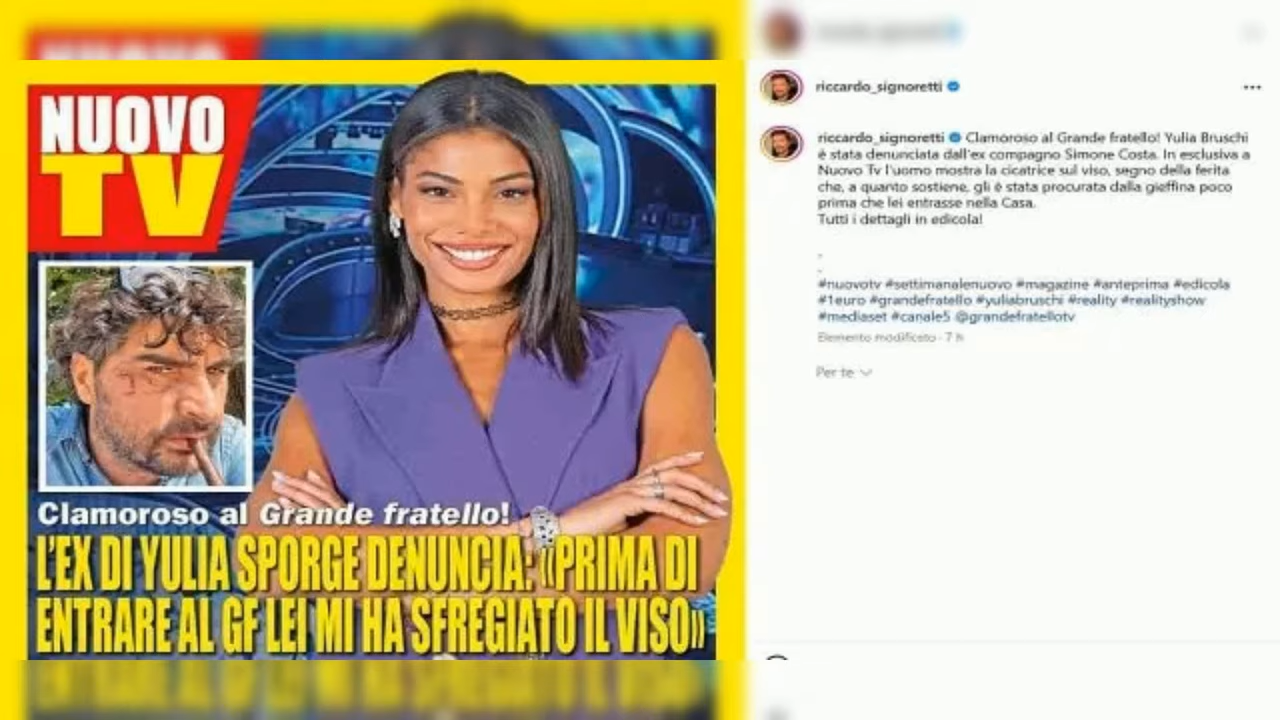 NUOVO
TV
Clamoroso al Grande fratello!
L'EX DI YULIA SPORGE DENUNCIA: «PRIMA DI
ENTRARE AL GF LEI MI HA SFREGIATO IL VISO»
riccardo_signoretti
riccardo_signoretti Clamoroso al Grande fratello! Yulia Bruschi
è stata denunciata dall'ex compagno Simone Costa. In esclusiva a
Nuovo Tv l'uomo mostra la cicatrice sul viso, segno della ferita
che, a quanto sostiene, gli è stata procurata dalla gieffina poco
prima che lei entrasse nella Casa.
Tutti i dettagli in edicola!
.
.
#nuovotv #settimanalenuovo #magazine #anteprima #edicola
#1euro #grandefratello #yuliabruschi #reality #realityshow
#mediaset #canale5 @grandefratellotv
Elemento modificato · 7 h
Per te